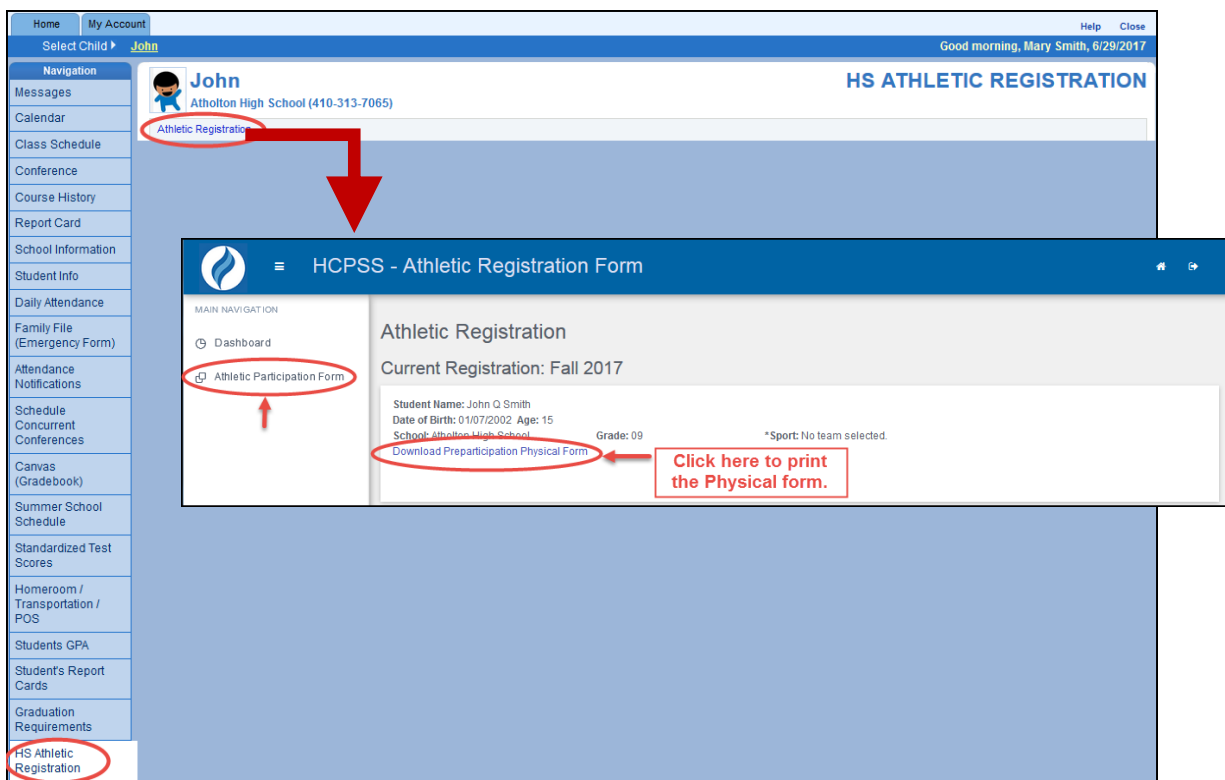 Home My Account
Help Close
Select Child John
Good morning, Mary Smith, 6/29/2017
Navigation
Messages
Calendar
Class Schedule
Conference
Course History
Report Card
School Information
Student Info
Daily Attendance
Family File
(Emergency Form)
Attendance
Notifications
Schedule
Concurrent
Conferences
Canvas
(Gradebook)
Summer School
Schedule
Standardized Test
Scores
Homeroom /
Transportation /
POS
Students GPA
Student's Report
Cards
Graduation
Requirements
HS Athletic
Registration
John
HS ATHLETIC REGISTRATION
Atholton High School (410-313-7065)
Athletic Registration
HCPSS - Athletic Registration Form
MAIN NAVIGATION
Dashboard
Athletic Participation Form
Athletic Registration
Current Registration: Fall 2017
Student Name: John Q Smith
Date of Birth: 01/07/2002 Age: 15
School: Atholton High School Grade: 09 *Sport: No team selected.
Download Preparticipation Physical Form
Click here to print
the Physical form.